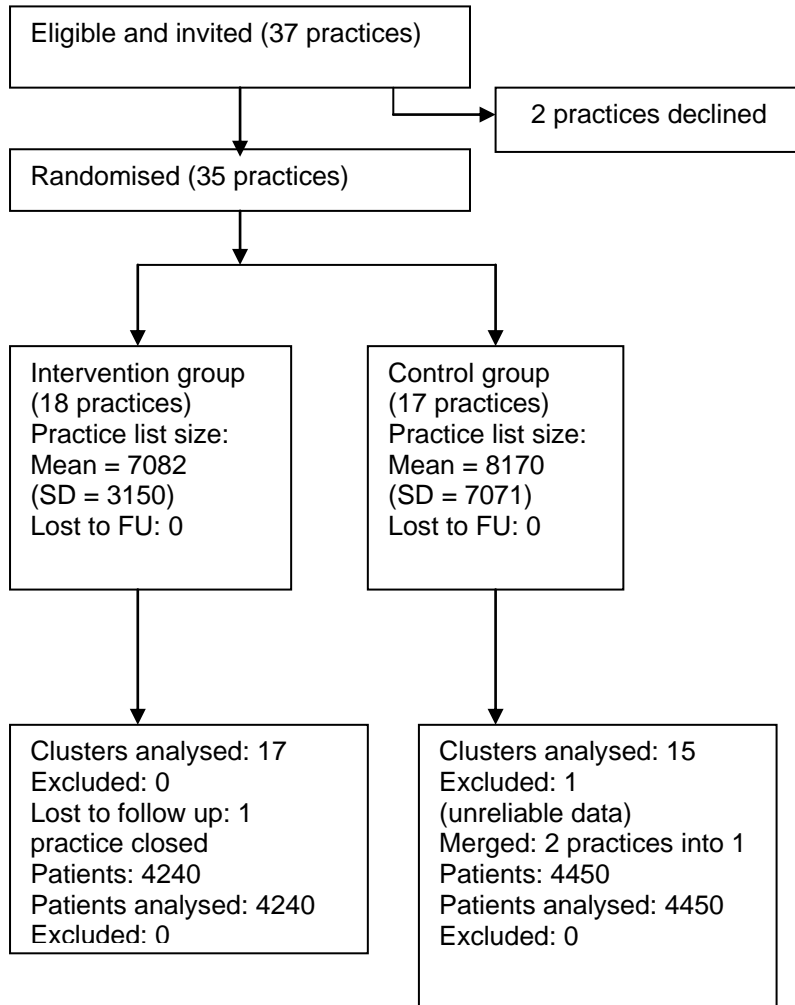 Eligible and invited (37 practices)
2 practices declined
Randomised (35 practices)
Intervention group
(18 practices)
Practice list size:
Mean = 7082
(SD = 3150)
Lost to FU: 0
Control group
(17 practices)
Practice list size:
Mean = 8170
(SD = 7071)
Lost to FU: 0
Clusters analysed: 17
Excluded: 0
Lost to follow up: 1
practice closed
Patients: 4240
Patients analysed: 4240
Excluded: 0
Clusters analysed: 15
Excluded: 1
(unreliable data)
Merged: 2 practices into 1
Patients: 4450
Patients analysed: 4450
Excluded: 0